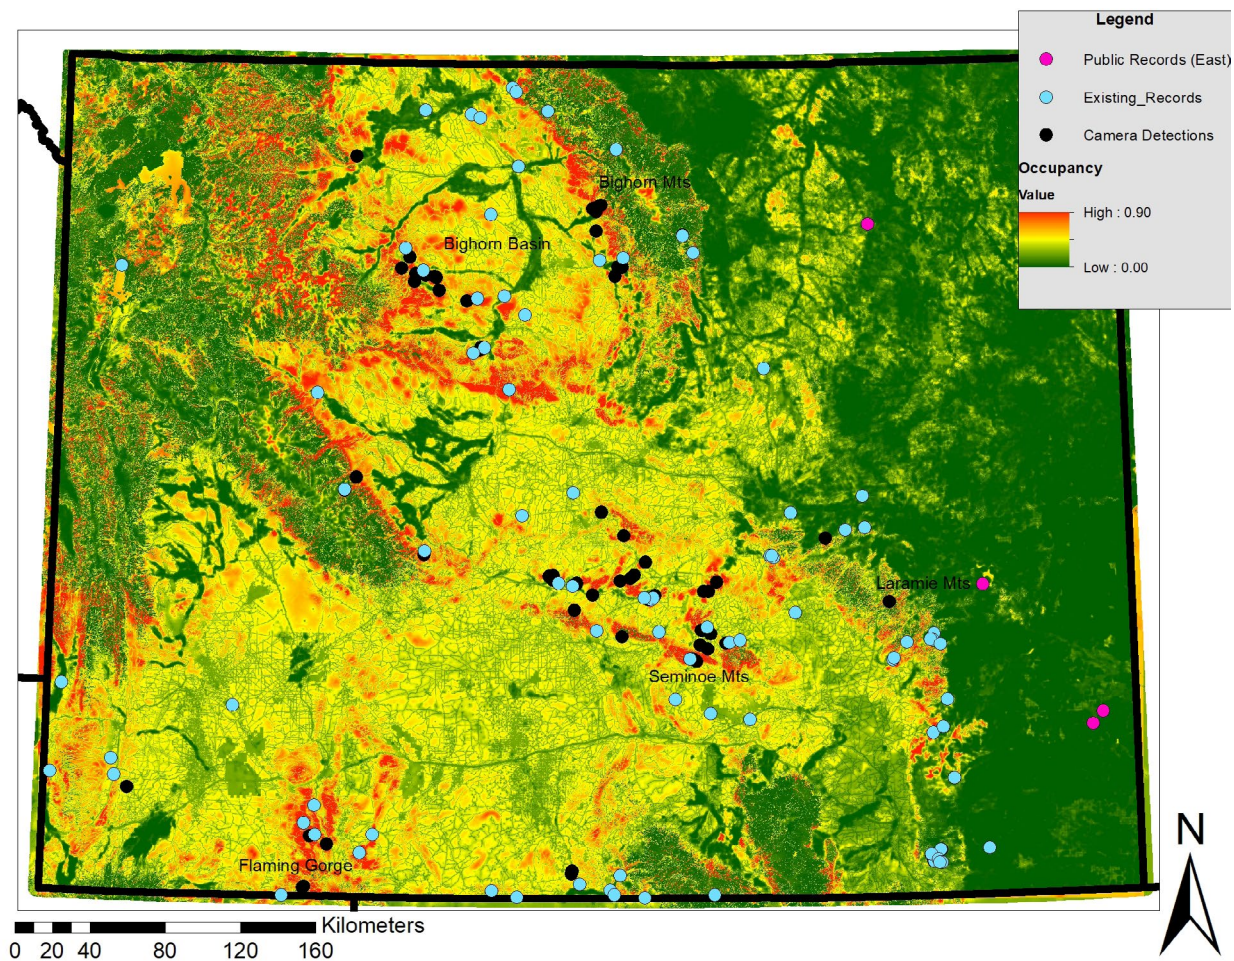 Legend
Public Records (East)
Existing_Records
Camera Detections
Occupancy
Value
High : 0.90
Low : 0.00
Bighorn Mts
Bighorn Basin
Laramie Mts
Seminoe Mts
Flaming Gorge
N
Kilometers
0 20 40 80 120 160